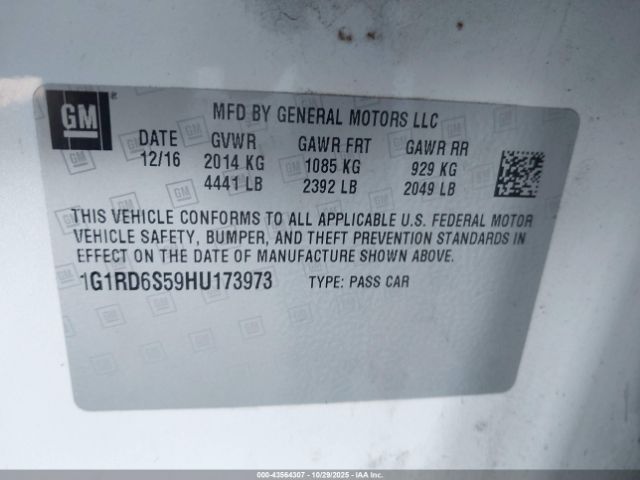 GM
MFD BY GENERAL MOTORS LLC
DATE GVWR GAWR FRT GAWR RR
12/16 2014 KG 1085 KG 929 KG
4441 LB 2392 LB 2049 LB
THIS VEHICLE CONFORMS TO ALL APPLICABLE U.S. FEDERAL MOTOR
VEHICLE SAFETY, BUMPER, AND THEFT PREVENTION STANDARDS IN
EFFECT ON THE DATE OF MANUFACTURE SHOWN ABOVE.
1G1RD6S59HU173973 TYPE: PASS CAR
000-43564307 | 10/29/2025 | IAAI.com